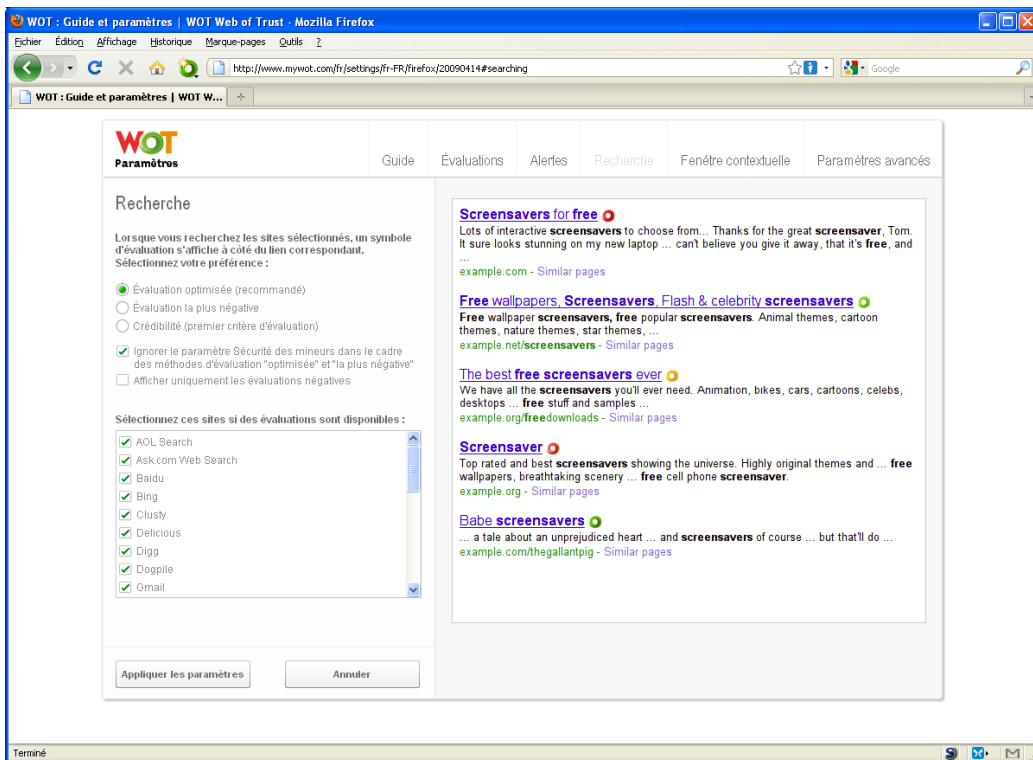 WOT : Guide et paramètres | WOT Web of Trust - Mozilla Firefox
Fichier Édition Affichage Historique Marque-pages Outils ?
http://www.mywot.com/fr/settings/fr-FR/firefox/20090414#searching
Google
WOT : Guide et paramètres | WOT W...
WOT
Paramètres
Guide Évaluations Alertes Recherche Fenêtre contextuelle Paramètres avancés
Recherche
Lorsque vous recherchez les sites sélectionnés, un symbole
d'évaluation s'affiche à côté du lien correspondant.
Sélectionnez votre préférence :
Évaluation optimisée (recommandé)
Évaluation la plus négative
Crédibilité (premier critère d'évaluation)
Ignorer le paramètre Sécurité des mineurs dans le cadre
des méthodes d'évaluation "optimisée" et "la plus négative"
Afficher uniquement les évaluations négatives
Sélectionnez ces sites si des évaluations sont disponibles :
AOL Search
Ask.com Web Search
Baidu
Bing
Clusty
Delicious
Digg
Dogpile
Gmail
Appliquer les paramètres
Annuler
Screensavers for free
Lots of interactive screensavers to choose from... Thanks for the great screensaver, Tom.
It sure looks stunning on my new laptop ... can't believe you give it away, that it's free, and
...
example.com - Similar pages
Free wallpapers, Screensavers, Flash & celebrity screensavers
Free wallpaper screensavers, free popular screensavers. Animal themes, cartoon
themes, nature themes, star themes, ...
example.net/screensavers - Similar pages
The best free screensavers ever
We have all the screensavers you'll ever need. Animation, bikes, cars, cartoons, celebs,
desktops ... free stuff and samples ...
example.org/freedownloads - Similar pages
Screensaver
Top rated and best screensavers showing the universe. Highly original themes and ... free
wallpapers, breathtaking scenery ... free cell phone screensaver.
example.org - Similar pages
Babe screensavers
... a tale about an unprejudiced heart ... and screensavers of course ... but that'll do ...
example.com/thegallantpig - Similar pages
Terminé